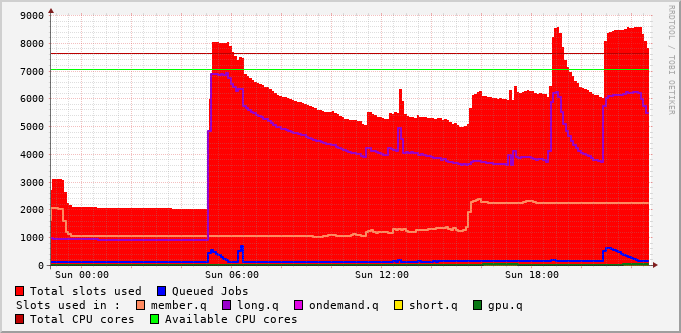 9000
8000
7000
6000
5000
4000
3000
2000
1000
0
Sun 00:00 Sun 06:00 Sun 12:00 Sun 18:00
RRDTOOL / TOBI OETIKER
Total slots used Queued Jobs
Slots used in : member.q long.q ondemand.q short.q gpu.q
Total CPU cores Available CPU cores